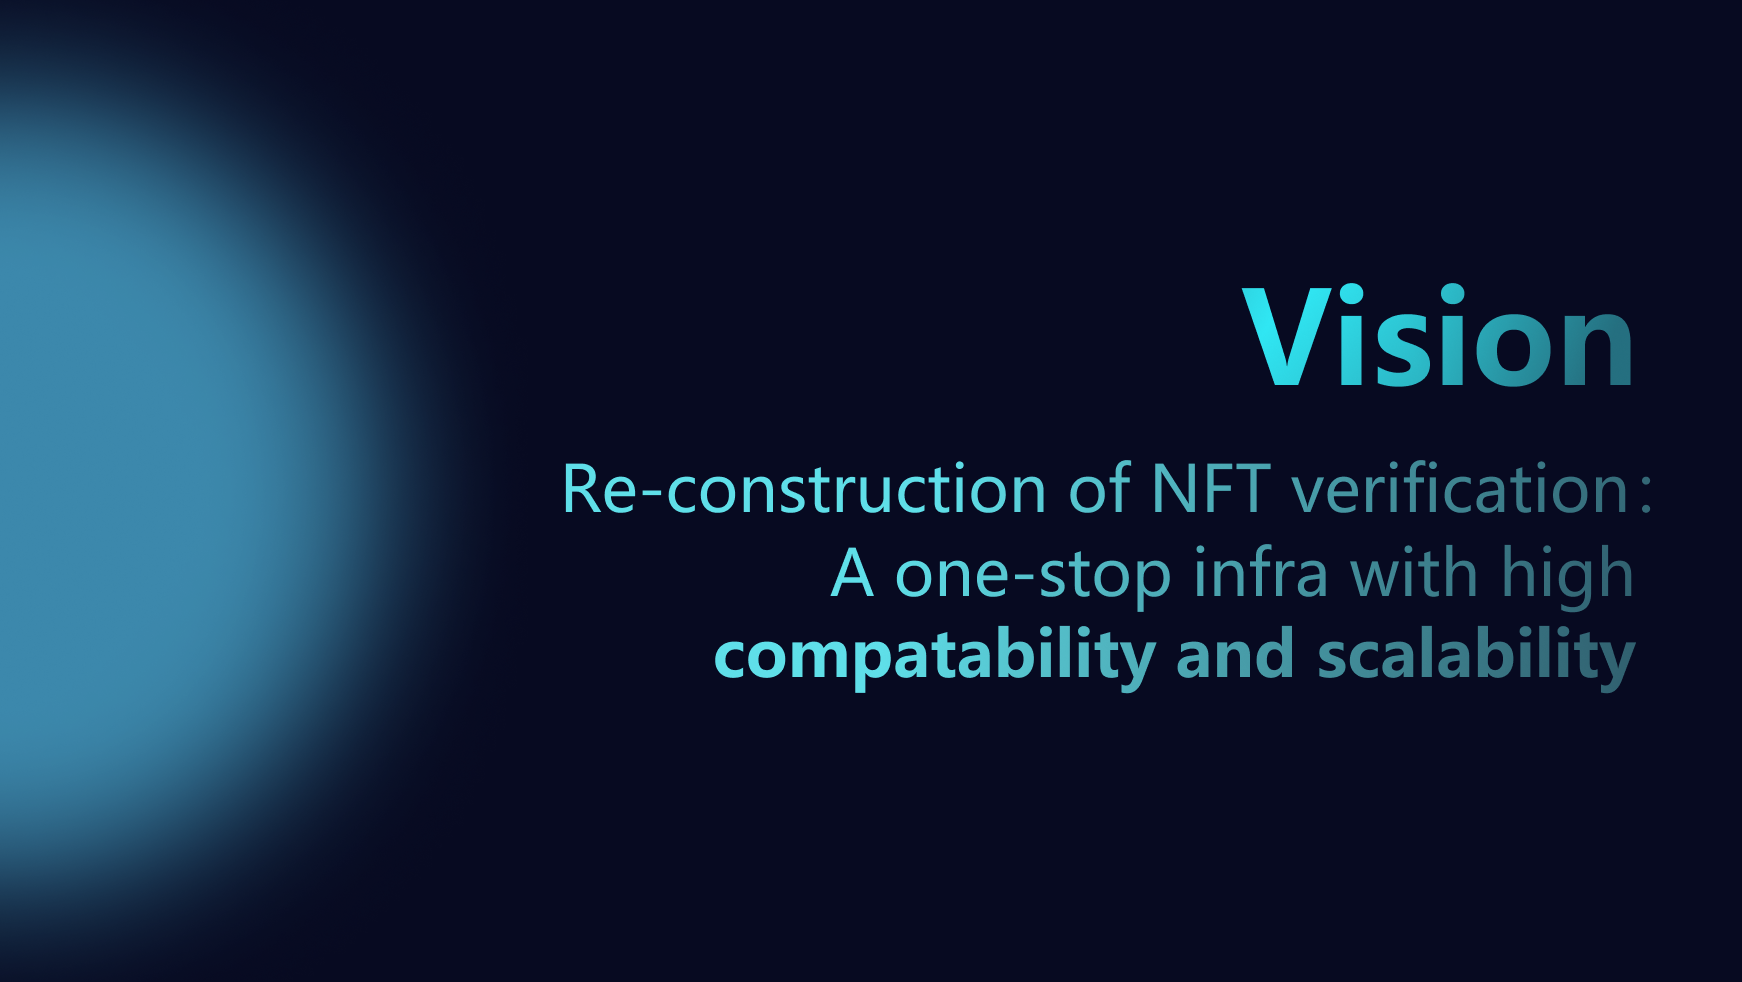 Vision
Re-construction of NFT verification：
A one-stop infra with high
compatability and scalability